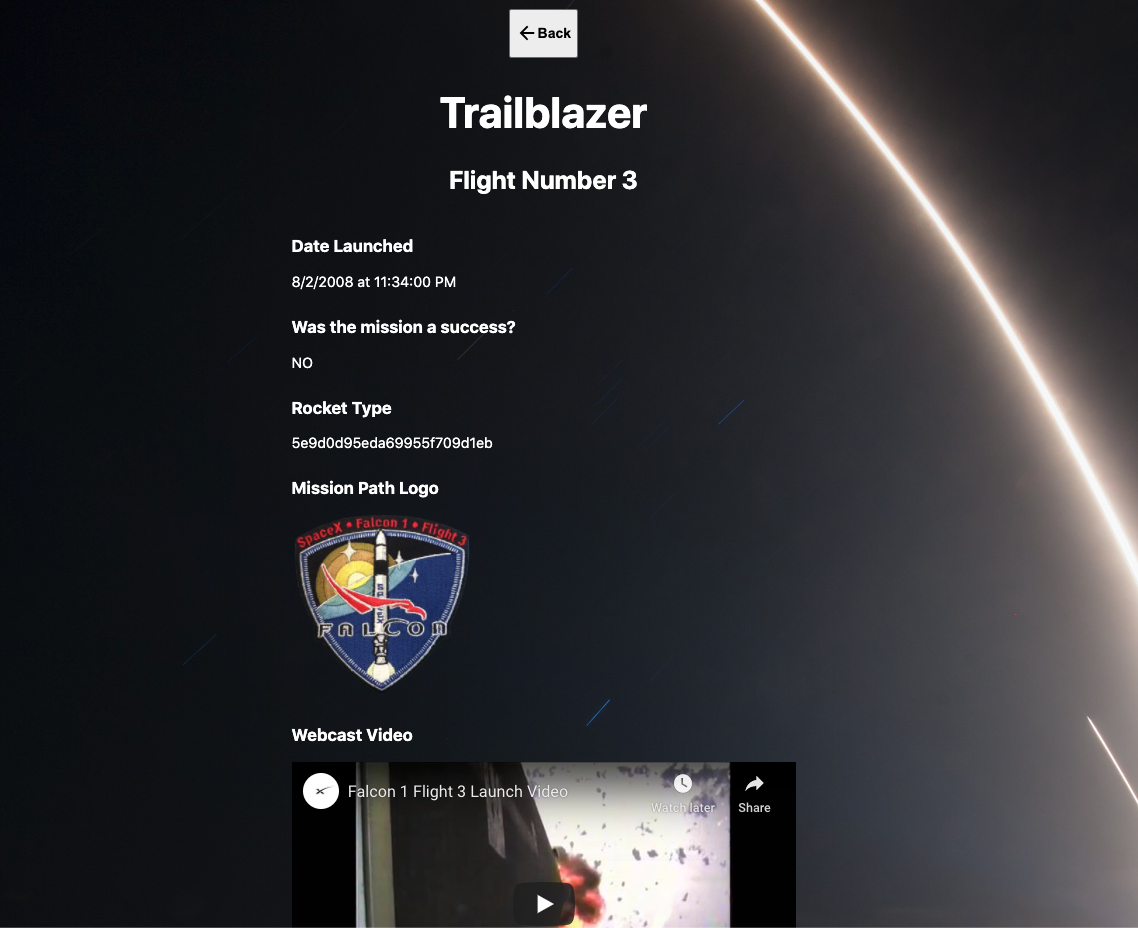 Back
Trailblazer
Flight Number 3
Date Launched
8/2/2008 at 11:34:00 PM
Was the mission a success?
NO
Rocket Type
5e9d0d95eda69955f709d1eb
Mission Path Logo
SpaceX • Falcon 1 • Flight 3
SPACEX
FALCON
Webcast Video
Falcon 1 Flight 3 Launch Video
Watch later
Share